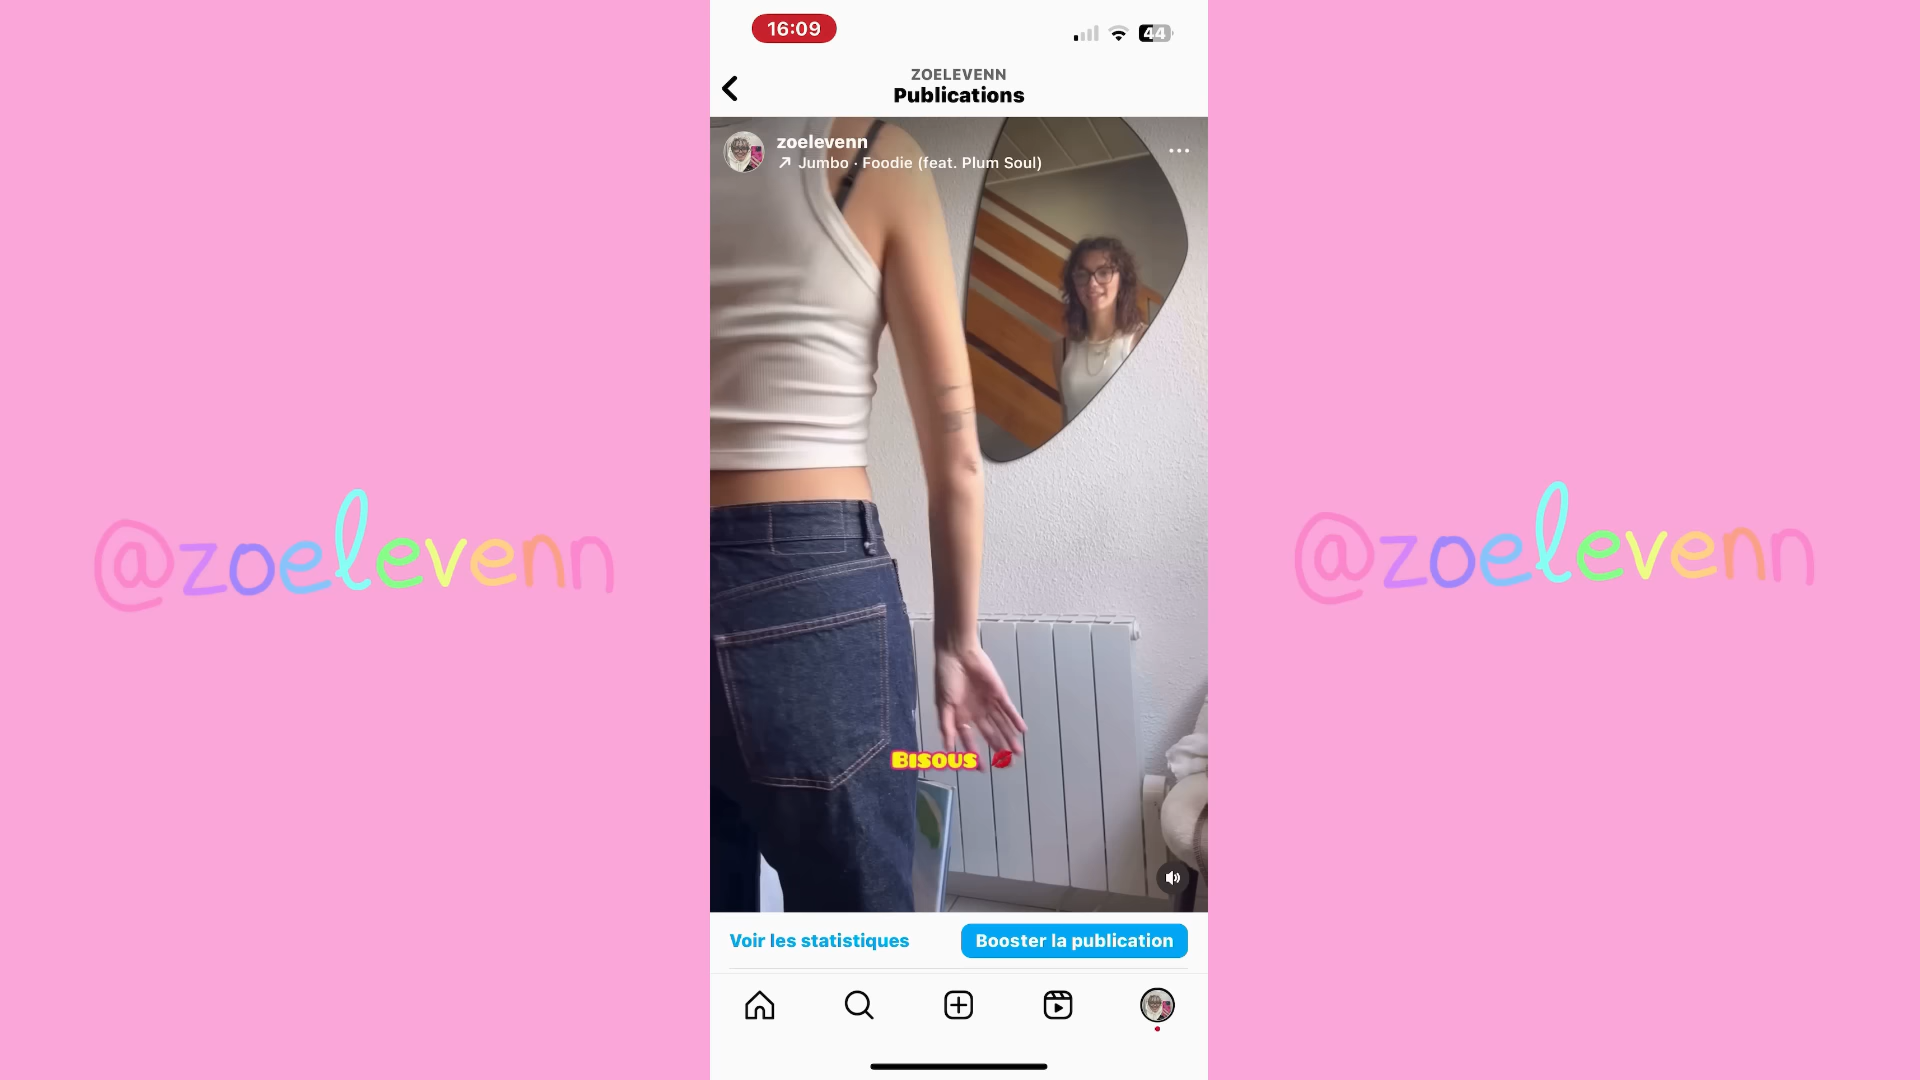 16:09
44
ZOELEVENN
Publications
zoelevenn
Jumbo · Foodie (feat. Plum Soul)
@zoelevenn
@zoelevenn
Bisous 💋
Voir les statistiques
Booster la publication